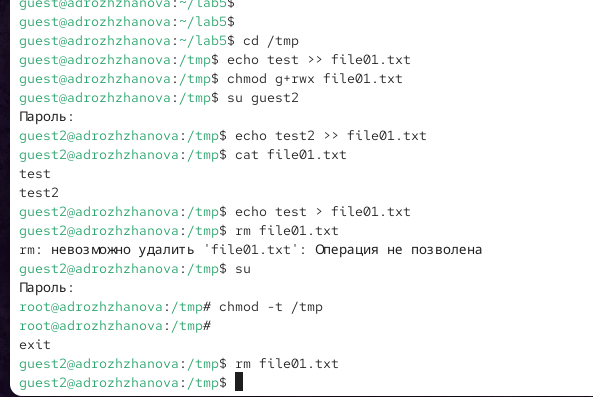 guest@adrozhzhanova:~/lab5$
guest@adrozhzhanova:~/lab5$
guest@adrozhzhanova:~/lab5$ cd /tmp
guest@adrozhzhanova:/tmp$ echo test >> file01.txt
guest@adrozhzhanova:/tmp$ chmod g+rwx file01.txt
guest@adrozhzhanova:/tmp$ su guest2
Пароль:
guest2@adrozhzhanova:/tmp$ echo test2 >> file01.txt
guest2@adrozhzhanova:/tmp$ cat file01.txt
test
test2
guest2@adrozhzhanova:/tmp$ echo test > file01.txt
guest2@adrozhzhanova:/tmp$ rm file01.txt
rm: невозможно удалить 'file01.txt': Операция не позволена
guest2@adrozhzhanova:/tmp$ su
Пароль:
root@adrozhzhanova:/tmp# chmod -t /tmp
root@adrozhzhanova:/tmp#
exit
guest2@adrozhzhanova:/tmp$ rm file01.txt
guest2@adrozhzhanova:/tmp$